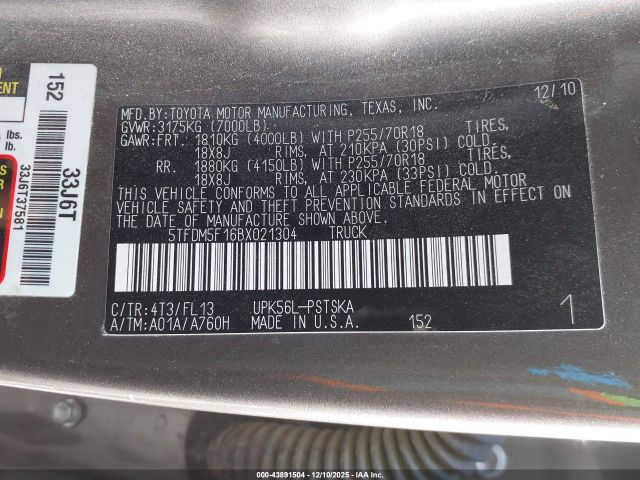 MFD.BY:TOYOTA MOTOR MANUFACTURING, TEXAS, INC. 12/10
GVWR:3175KG (7000LB)
GAWR:FRT. 1810KG (4000LB) WITH P255/70R18 TIRES,
18X8J RIMS, AT 210KPA (30PSI) COLD
RR. 1880KG (4150LB) WITH P255/70R18 TIRES,
18X8J RIMS, AT 230KPA (33PSI) COLD.
THIS VEHICLE CONFORMS TO ALL APPLICABLE FEDERAL MOTOR
VEHICLE SAFETY AND THEFT PREVENTION STANDARDS IN EFFECT ON
THE DATE OF MANUFACTURE SHOWN ABOVE.
5TFDM5F16BX021304 TRUCK
C/TR:4T3/FL13 UPK56L-PSTSKA
A/TM:A01A/A760H MADE IN U.S.A. 152
1
152
33J6T
33J6T37581
ENT
lbs.
lb.
00-43891504 - 12/10/2025 - IAA Inc.